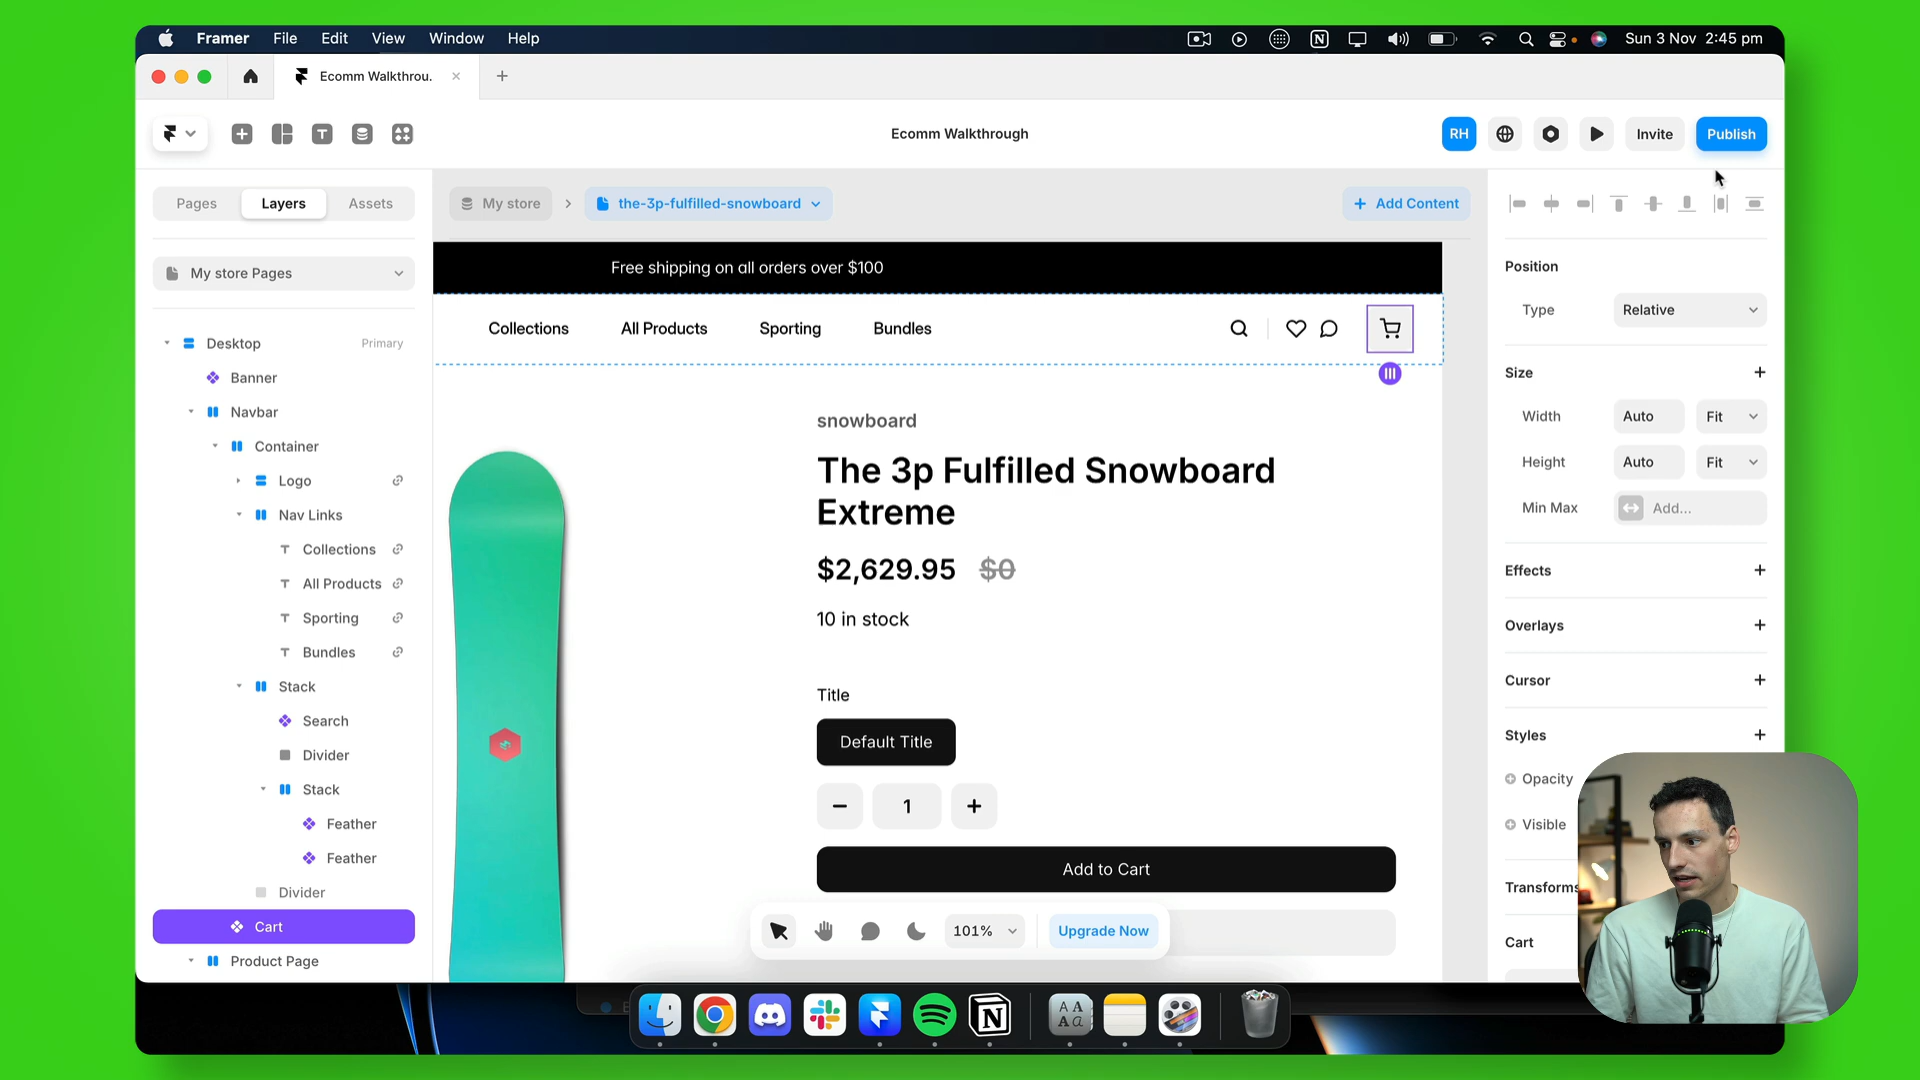 Framer File Edit View Window Help
Sun 3 Nov 2:45 pm
Ecomm Walkthrou.
Ecomm Walkthrough
RH
Invite
Publish
Pages
Layers
Assets
My store
the-3p-fulfilled-snowboard
Add Content
My store Pages
Desktop
Primary
Banner
Navbar
Container
Logo
Nav Links
Collections
All Products
Sporting
Bundles
Stack
Search
Divider
Stack
Feather
Feather
Divider
Cart
Product Page
Free shipping on all orders over $100
Collections
All Products
Sporting
Bundles
snowboard
The 3p Fulfilled Snowboard
Extreme
$2,629.95 $0
10 in stock
Title
Default Title
1
Add to Cart
101%
Upgrade Now
Position
Type
Relative
Size
Width
Auto
Fit
Height
Auto
Fit
Min Max
Add...
Effects
Overlays
Cursor
Styles
Opacity
Visible
Transforms
Cart